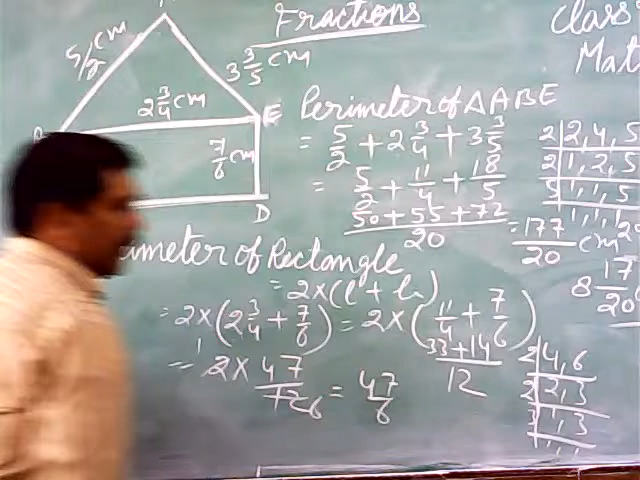 Fractions
Class
Mat
5/2 cm
3 3/5 cm
2 3/4 cm
E
7/6 cm
D
Perimeter of △ABE
= 5/2 + 2 3/4 + 3 3/5
= 5/2 + 11/4 + 18/5
50 + 55 + 72 / 20 = 177/20 cm
8 17/20
2 | 2, 4, 5
2 | 1, 2, 5
5 | 1, 1, 5
1, 1, 1
imeter of Rectangle
= 2 × (l + b)
= 2 × (2 3/4 + 7/6) = 2 × (11/4 + 7/6)
33 + 14 / 12
= 2 × 47/12 6 = 47/6
2 | 4, 6
2 | 2, 3
3 | 1, 3
1, 1